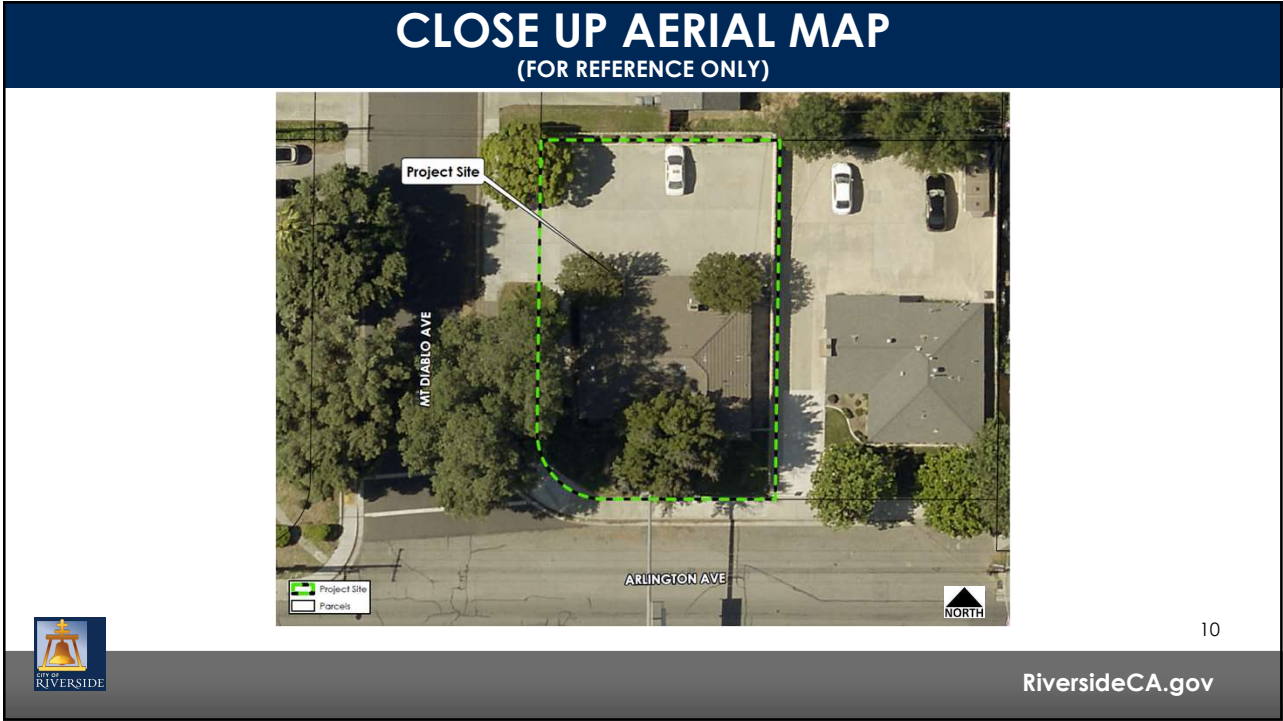 CLOSE UP AERIAL MAP
(FOR REFERENCE ONLY)
Project Site
MT DIABLO AVE
ARLINGTON AVE
Project Site
Parcels
NORTH
10
CITY OF
RIVERSIDE
RiversideCA.gov